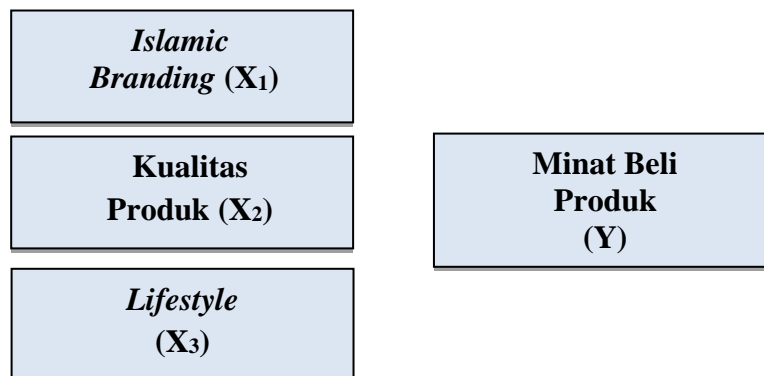 Islamic
Branding (X1)
Kualitas
Produk (X2)
Lifestyle
(X3)
Minat Beli
Produk
(Y)